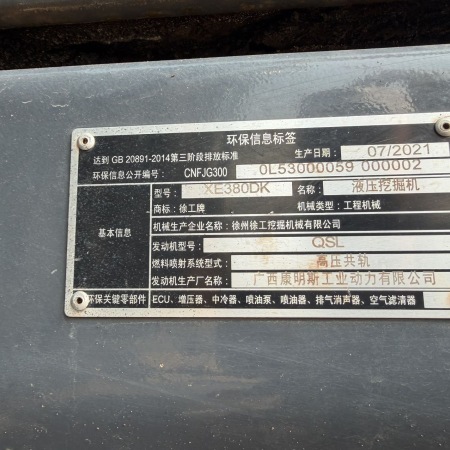 环保信息标签
达到 GB 20891-2014第三阶段排放标准 生产日期: 07/2021
环保信息公开编号: CNFJG300 0L53000059 000002
基本信息
型号: XE380DK 名称: 液压挖掘机
商标: 徐工牌 机械类型: 工程机械
机械生产企业名称: 徐州徐工挖掘机械有限公司
发动机型号: QSL
燃料喷射系统型式: 高压共轨
发动机生产厂名称: 广西康明斯工业动力有限公司
环保关键零部件 ECU、增压器、中冷器、喷油泵、喷油器、排气消声器、空气滤清器